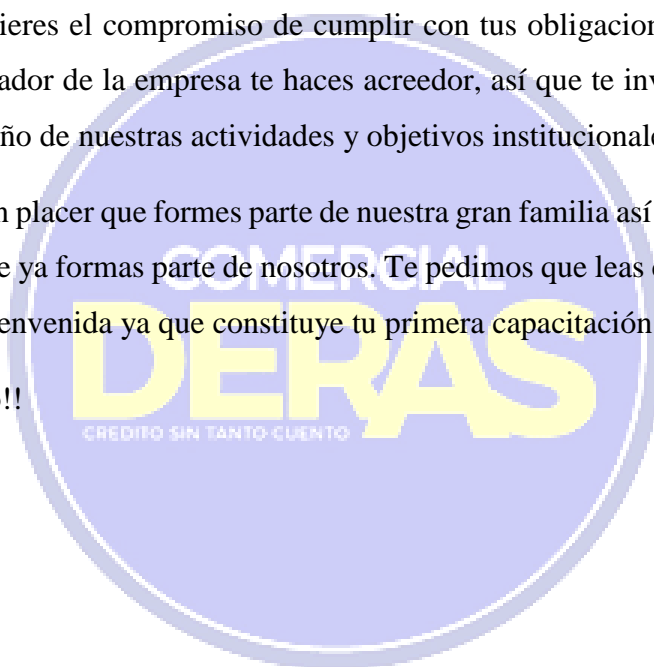 ieres el compromiso de cumplir con tus obligacion
ador de la empresa te haces acreedor, así que te inv
ño de nuestras actividades y objetivos institucionale
n placer que formes parte de nuestra gran familia así
e ya formas parte de nosotros. Te pedimos que leas
envenida ya que constituye tu primera capacitación
!!
COMERCIAL
DERAS
CREDITO SIN TANTO CUENTO